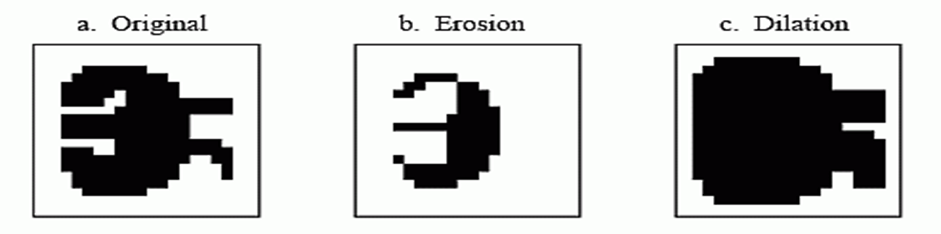 a. Original
b. Erosion
c. Dilation